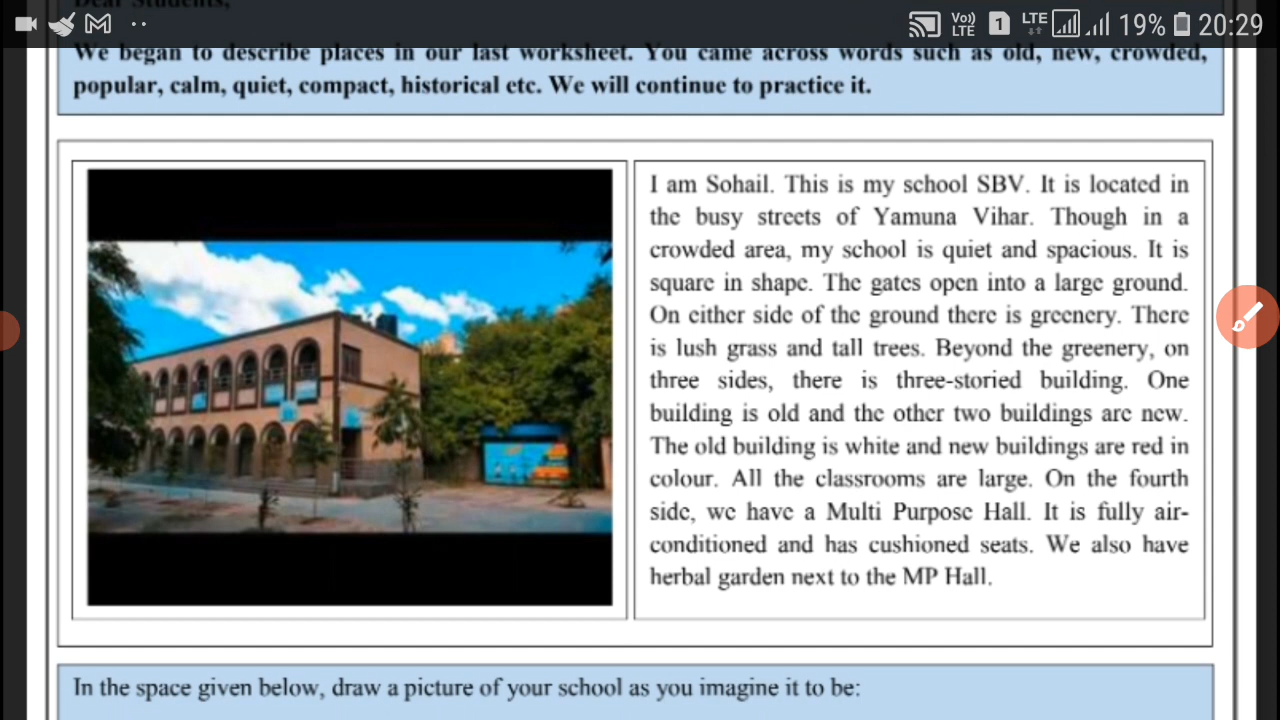 Dear Students,
Vo))
LTE
1
LTE
19%
20:29
We began to describe places in our last worksheet. You came across words such as old, new, crowded,
popular, calm, quiet, compact, historical etc. We will continue to practice it.
I am Sohail. This is my school SBV. It is located in
the busy streets of Yamuna Vihar. Though in a
crowded area, my school is quiet and spacious. It is
square in shape. The gates open into a large ground.
On either side of the ground there is greenery. There
is lush grass and tall trees. Beyond the greenery, on
three sides, there is three-storied building. One
building is old and the other two buildings are new.
The old building is white and new buildings are red in
colour. All the classrooms are large. On the fourth
side, we have a Multi Purpose Hall. It is fully air-
conditioned and has cushioned seats. We also have
herbal garden next to the MP Hall.
In the space given below, draw a picture of your school as you imagine it to be: